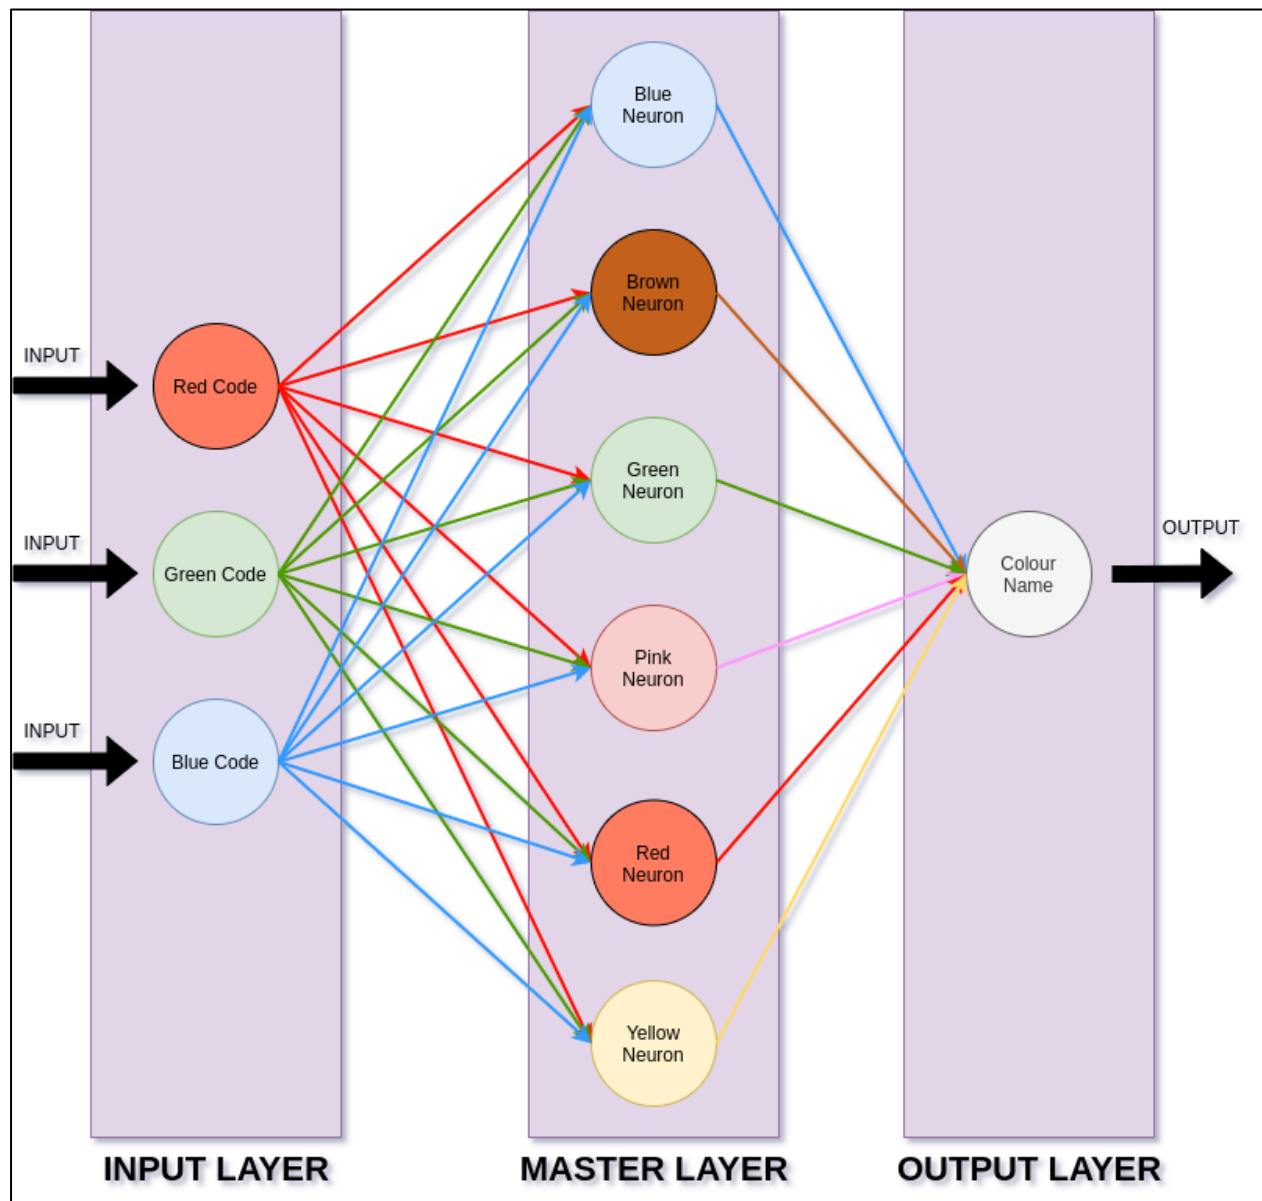 Blue
Neuron
Brown
Neuron
INPUT
Red Code
Green
Neuron
INPUT
Green Code
OUTPUT
Colour
Name
Pink
Neuron
INPUT
Blue Code
Red
Neuron
Yellow
Neuron
INPUT LAYER
MASTER LAYER
OUTPUT LAYER